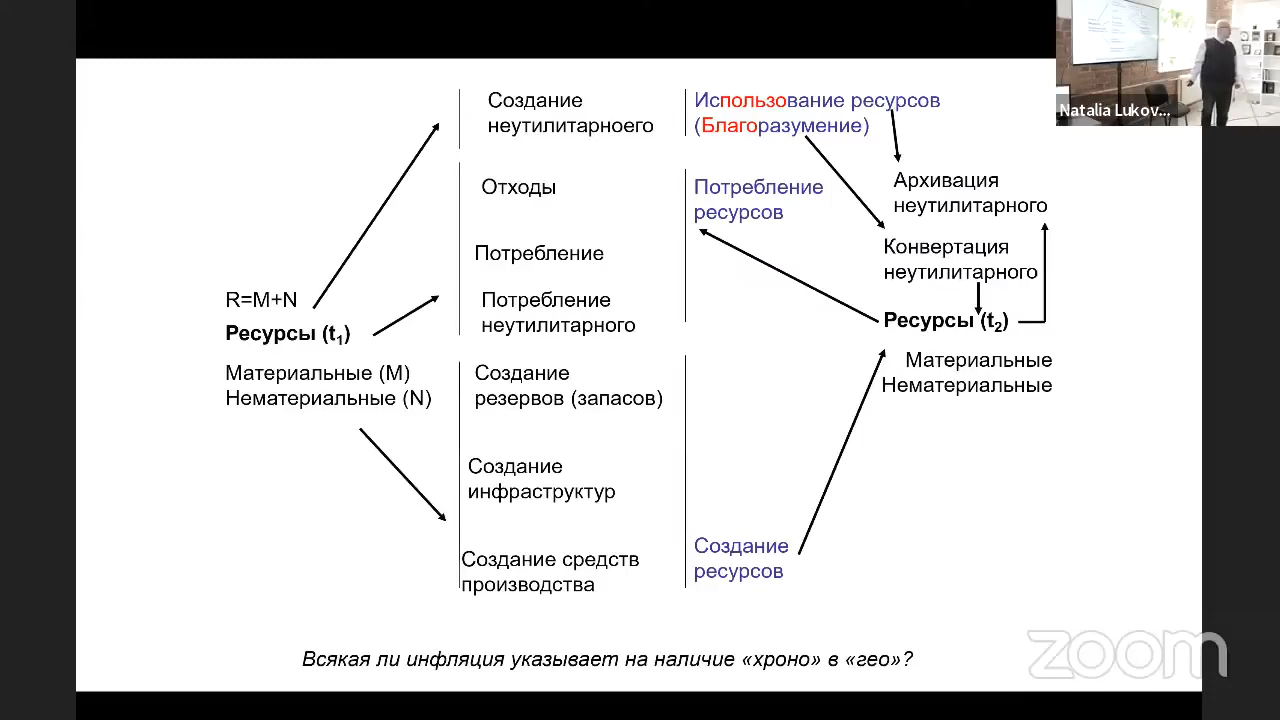 Natalia Lukov...
Создание
неутилитарноего
Использование ресурсов
(Благоразумение)
Архивация
неутилитарного
Отходы
Потребление
ресурсов
Потребление
Конвертация
неутилитарного
R=M+N
Ресурсы (t1)
Потребление
неутилитарного
Ресурсы (t2)
Материальные
Нематериальные
Материальные (M)
Нематериальные (N)
Создание
резервов (запасов)
Создание
инфраструктур
Создание средств
производства
Создание
ресурсов
Всякая ли инфляция указывает на наличие «хроно» в «гео»?
zoom